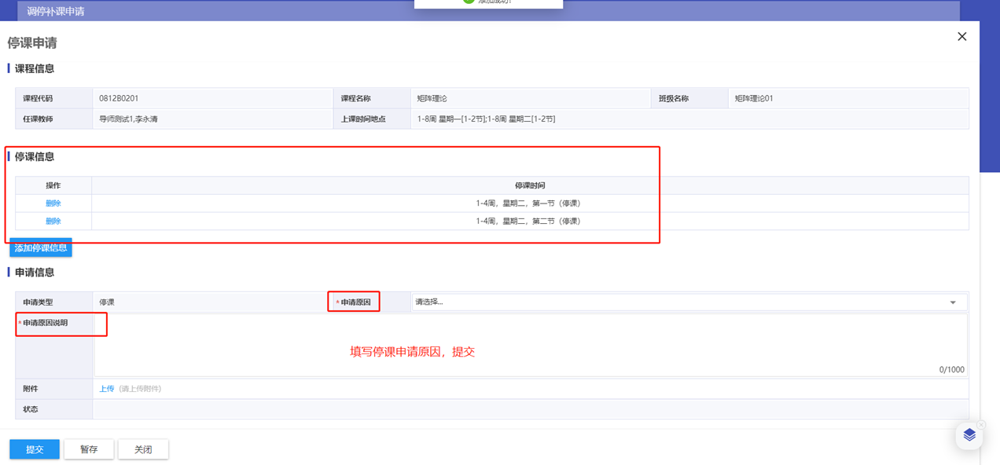 添加成功!
调停补课申请
停课申请
课程信息
课程代码 0812B0201 课程名称 矩阵理论 班级名称 矩阵理论01
任课教师 导师测试1,李永清 上课时间地点 1-8周 星期一[1-2节];1-8周 星期二[1-2节]
停课信息
操作 停课时间
删除 1-4周，星期二，第一节（停课）
删除 1-4周，星期二，第二节（停课）
添加停课信息
申请信息
申请类型 停课 *申请原因 请选择...
*申请原因说明
填写停课申请原因，提交
0/1000
附件 上传 (请上传附件)
状态
提交 暂存 关闭